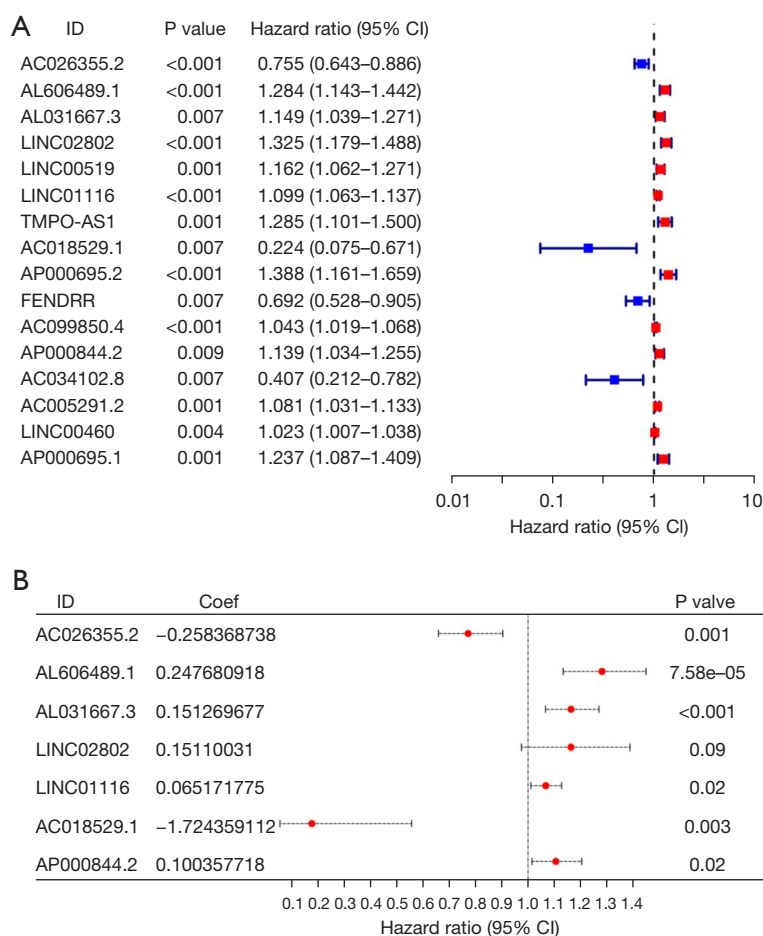 A
ID P value Hazard ratio (95% CI)
AC026355.2 <0.001 0.755 (0.643–0.886)
AL606489.1 <0.001 1.284 (1.143–1.442)
AL031667.3 0.007 1.149 (1.039–1.271)
LINC02802 <0.001 1.325 (1.179–1.488)
LINC00519 0.001 1.162 (1.062–1.271)
LINC01116 <0.001 1.099 (1.063–1.137)
TMPO-AS1 0.001 1.285 (1.101–1.500)
AC018529.1 0.007 0.224 (0.075–0.671)
AP000695.2 <0.001 1.388 (1.161–1.659)
FENDRR 0.007 0.692 (0.528–0.905)
AC099850.4 <0.001 1.043 (1.019–1.068)
AP000844.2 0.009 1.139 (1.034–1.255)
AC034102.8 0.007 0.407 (0.212–0.782)
AC005291.2 0.001 1.081 (1.031–1.133)
LINC00460 0.004 1.023 (1.007–1.038)
AP000695.1 0.001 1.237 (1.087–1.409)
0.01 0.1 1 10
Hazard ratio (95% CI)
B
ID Coef P valve
AC026355.2 −0.258368738 0.001
AL606489.1 0.247680918 7.58e–05
AL031667.3 0.151269677 <0.001
LINC02802 0.15110031 0.09
LINC01116 0.065171775 0.02
AC018529.1 −1.724359112 0.003
AP000844.2 0.100357718 0.02
0.1 0.2 0.3 0.4 0.5 0.6 0.7 0.8 0.9 1.0 1.1 1.2 1.3 1.4
Hazard ratio (95% CI)